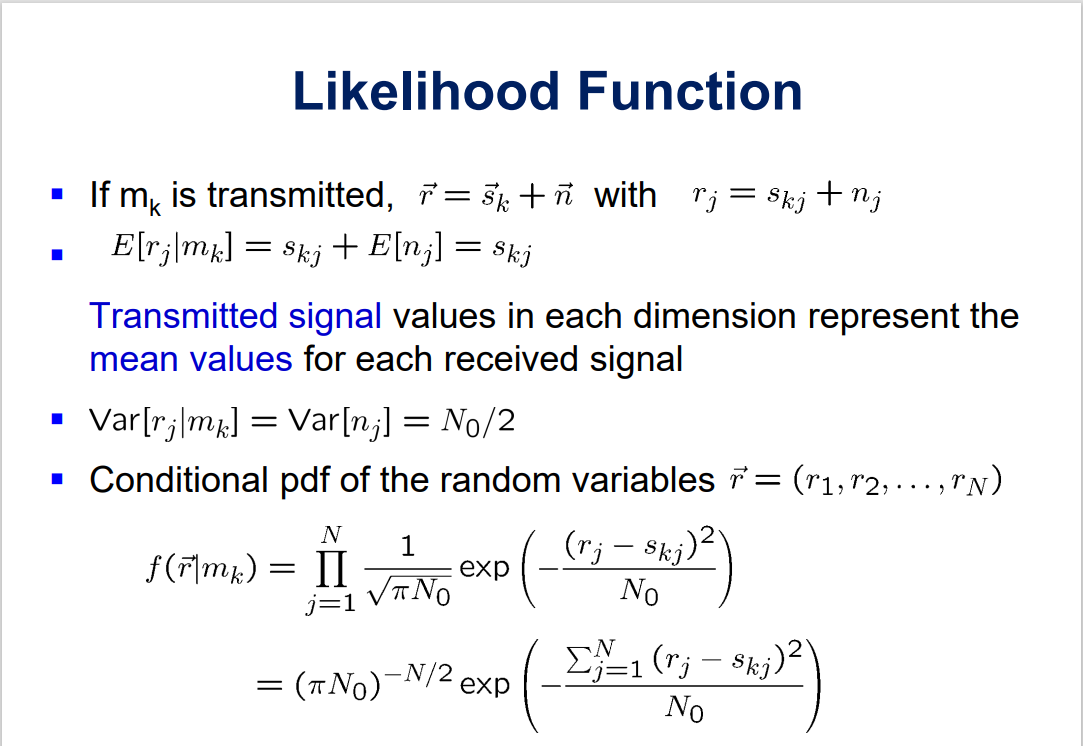 Likelihood Function
▪ If m_k is transmitted, \vec{r} = \vec{s}_k + \vec{n} with r_j = s_{kj} + n_j
▪ E[r_j|m_k] = s_{kj} + E[n_j] = s_{kj}
Transmitted signal values in each dimension represent the
mean values for each received signal
▪ Var[r_j|m_k] = Var[n_j] = N_0/2
▪ Conditional pdf of the random variables \vec{r} = (r_1, r_2, ..., r_N)
f(\vec{r}|m_k) = \prod_{j=1}^{N} \frac{1}{\sqrt{\pi N_0}} \exp\left(-\frac{(r_j - s_{kj})^2}{N_0}\right)
= (\pi N_0)^{-N/2} \exp\left(-\frac{\sum_{j=1}^{N} (r_j - s_{kj})^2}{N_0}\right)